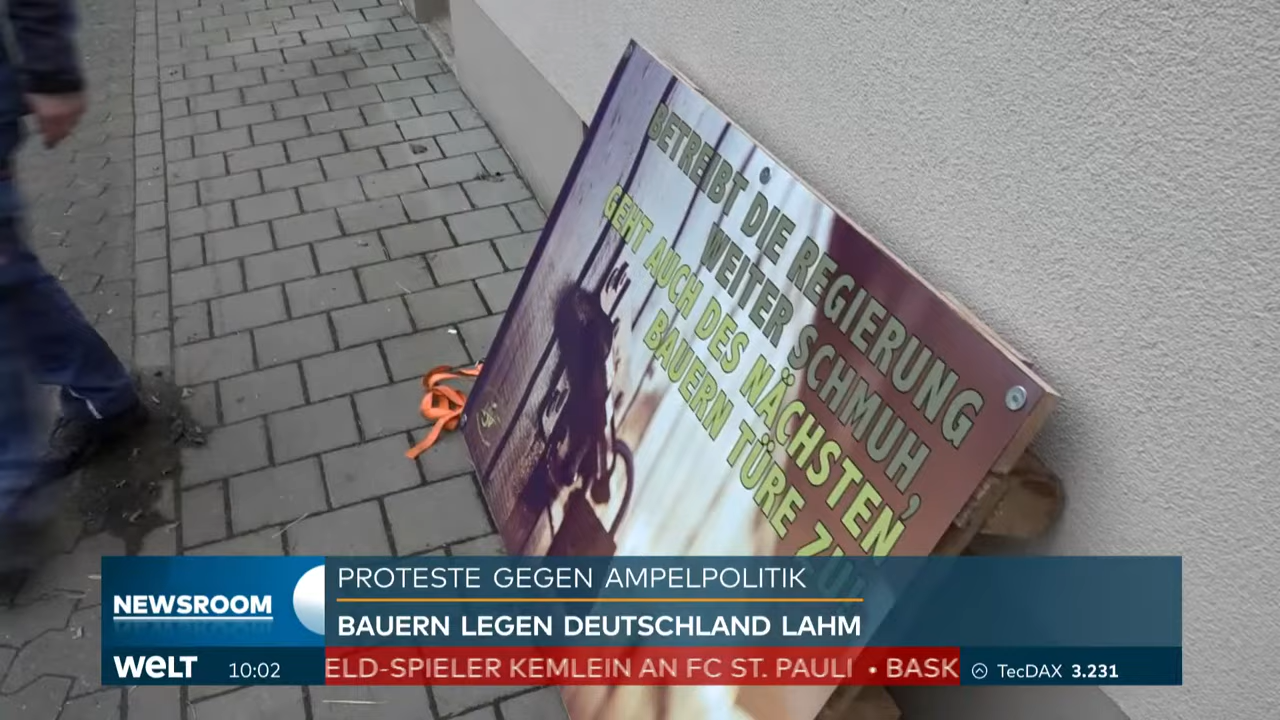 BETREIBT DIE REGIERUNG
WEITER SCHMUH,
GEHT AUCH DES NÄCHSTEN
BAUERN TÜRE
PROTESTE GEGEN AMPELPOLITIK
NEWSROOM
BAUERN LEGEN DEUTSCHLAND LAHM
welt 10:02 ELD-SPIELER KEMLEIN AN FC ST. PAULI • BASK TecDAX 3.231